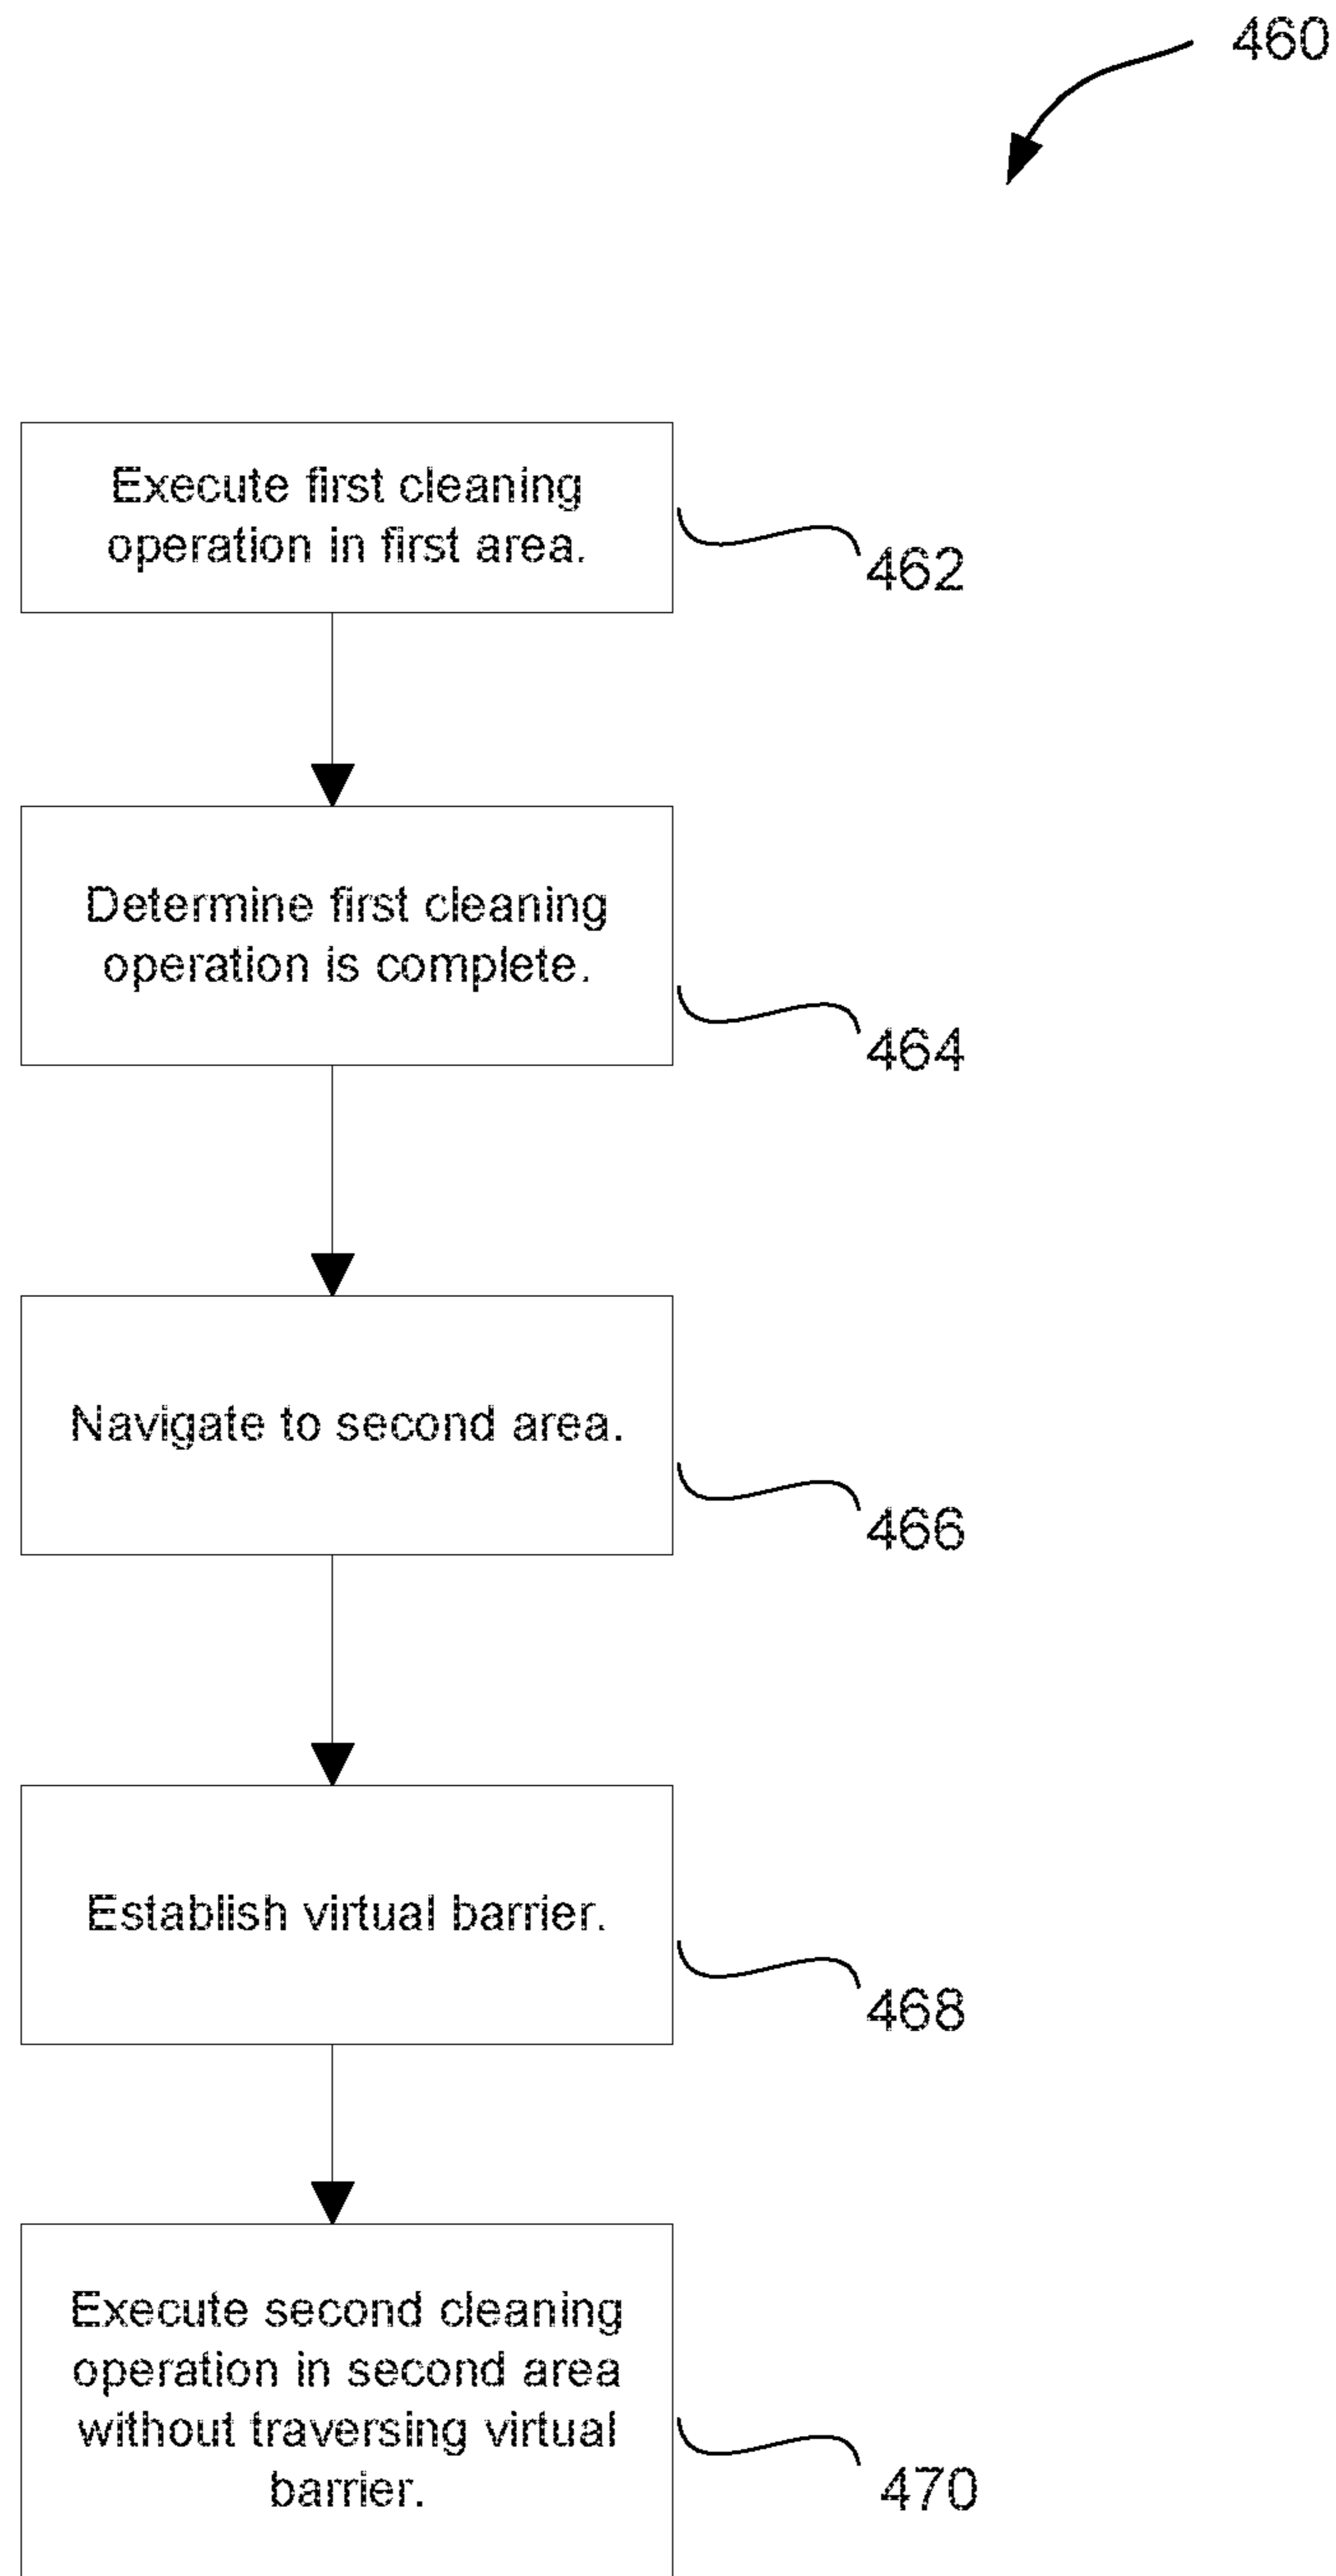 460
Execute first cleaning
operation in first area.
462
Determine first cleaning
operation is complete.
464
Navigate to second area.
466
Establish virtual barrier.
468
Execute second cleaning
operation in second area
without traversing virtual
barrier.
470